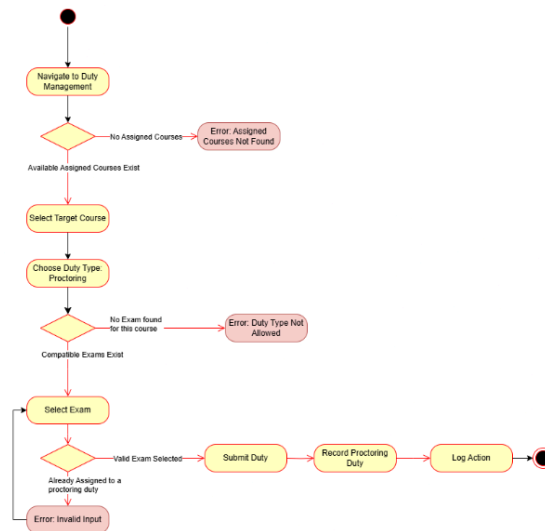 Navigate to Duty
Management
No Assigned Courses
Error: Assigned
Courses Not Found
Available Assigned Courses Exist
Select Target Course
Choose Duty Type:
Proctoring
No Exam found
for this course
Error: Duty Type Not
Allowed
Compatible Exams Exist
Select Exam
Valid Exam Selected
Submit Duty
Record Proctoring
Duty
Log Action
Already Assigned to a
proctoring duty
Error: Invalid Input